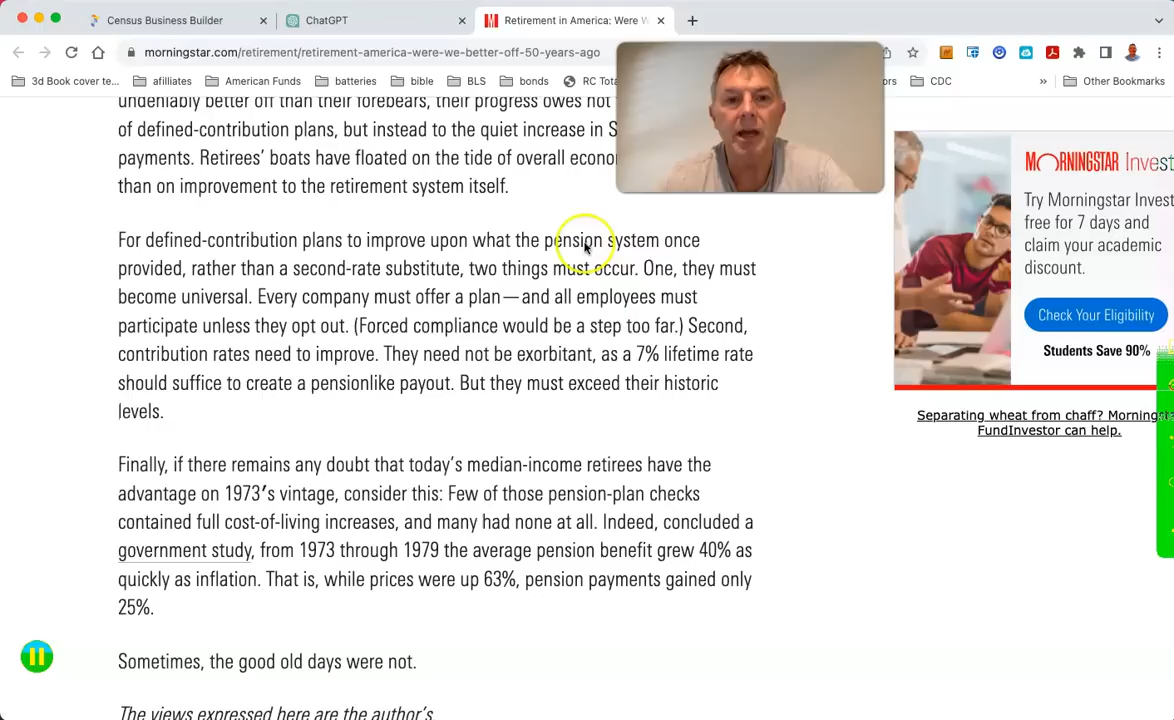 Census Business Builder
ChatGPT
Retirement in America: Were W
morningstar.com/retirement/retirement-america-were-we-better-off-50-years-ago
3d Book cover te...
afiliates
American Funds
batteries
bible
BLS
bonds
RC Tot
ors
CDC
»
Other Bookmarks
undeniably better off than their forebears, their progress owes not
of defined-contribution plans, but instead to the quiet increase in S
payments. Retirees' boats have floated on the tide of overall econo
than on improvement to the retirement system itself.
For defined-contribution plans to improve upon what the pension system once
provided, rather than a second-rate substitute, two things must occur. One, they must
become universal. Every company must offer a plan—and all employees must
participate unless they opt out. (Forced compliance would be a step too far.) Second,
contribution rates need to improve. They need not be exorbitant, as a 7% lifetime rate
should suffice to create a pensionlike payout. But they must exceed their historic
levels.
Finally, if there remains any doubt that today's median-income retirees have the
advantage on 1973's vintage, consider this: Few of those pension-plan checks
contained full cost-of-living increases, and many had none at all. Indeed, concluded a
government study, from 1973 through 1979 the average pension benefit grew 40% as
quickly as inflation. That is, while prices were up 63%, pension payments gained only
25%.
Sometimes, the good old days were not.
The views expressed here are the author's.
MORNINGSTAR Invest
Try Morningstar Invest
free for 7 days and
claim your academic
discount.
Check Your Eligibility
Students Save 90%
Separating wheat from chaff? Morningst
FundInvestor can help.